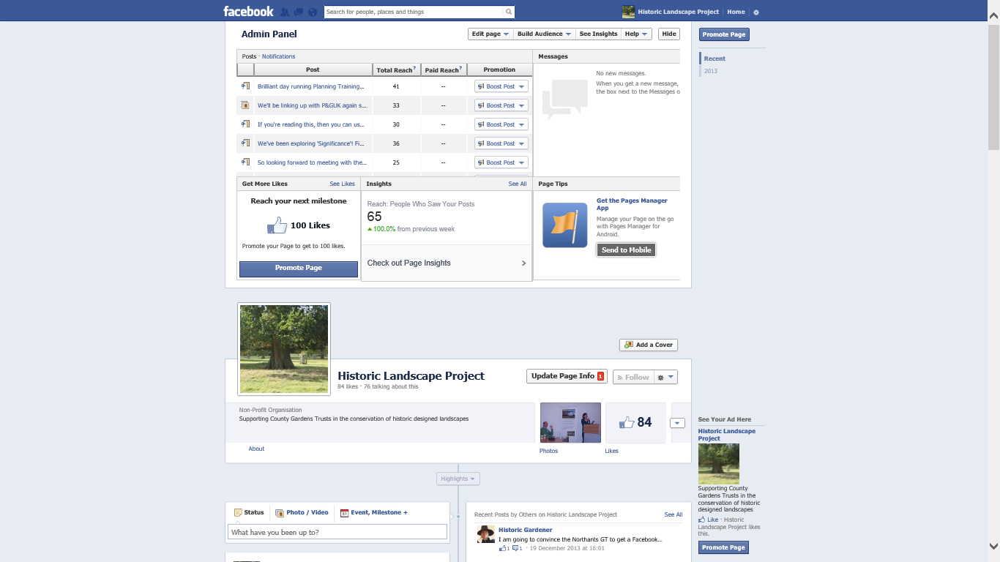 facebook
Search for people, places and things
Historic Landscape Project
Home
Admin Panel
Edit page
Build Audience
See Insights
Help
Hide
Promote Page
Recent
2013
Posts · Notifications
Post
Total Reach?
Paid Reach?
Promotion
Brilliant day running Planning Training...
41
--
Boost Post
We'll be linking up with P&GUK again s...
33
--
Boost Post
If you're reading this, then you can us...
30
--
Boost Post
We've been exploring 'Significance'! Fi...
36
--
Boost Post
So looking forward to meeting with the...
25
--
Boost Post
Messages
No new messages.
When you get a new message,
the box next to the Messages o
Get More Likes
See Likes
Reach your next milestone
100 Likes
Promote your Page to get to 100 likes.
Promote Page
Insights
See All
Reach: People Who Saw Your Posts
65
100.0% from previous week
Check out Page Insights
Page Tips
Get the Pages Manager
App
Manage your Page on the go
with Pages Manager for
Android.
Send to Mobile
Add a Cover
Historic Landscape Project
84 likes · 76 talking about this
Update Page Info 1
Follow
Non-Profit Organisation
Supporting County Gardens Trusts in the conservation of historic designed landscapes
About
Photos
84
Likes
Highlights
Status
Photo / Video
31
Event, Milestone +
What have you been up to?
Recent Posts by Others on Historic Landscape Project
See All
Historic Gardener
I am going to convince the Northants GT to get a Facebook...
1 1 · 19 December 2013 at 16:01
See Your Ad Here
Historic Landscape
Project
Supporting County
Gardens Trusts in the
conservation of historic
designed landscapes
Like · Historic
Landscape Project likes
this.
Promote Page